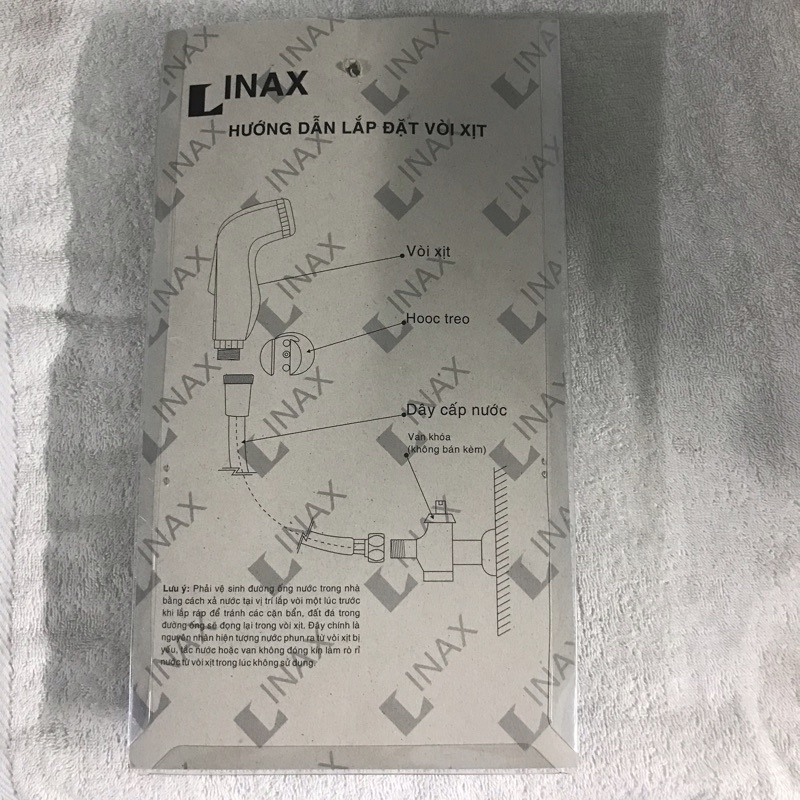 LINAX
HƯỚNG DẪN LẮP ĐẶT VÒI XỊT
Vòi xịt
Hooc treo
Dây cấp nước
Van khóa
(không bán kèm)
Lưu ý: Phải vệ sinh đường ống nước trong nhà
bằng cách xả nước tại vị trí lắp vòi một lúc trước
khi lắp ráp để tránh các cặn bẩn, đất đá trong
đường ống sẽ đọng lại trong vòi xịt. Đây chính là
nguyên nhân hiện tượng nước phun ra từ vòi xịt bị
yếu, tắc nước hoặc van không đóng kín làm rò rỉ
nước từ vòi xịt trong lúc không sử dụng.